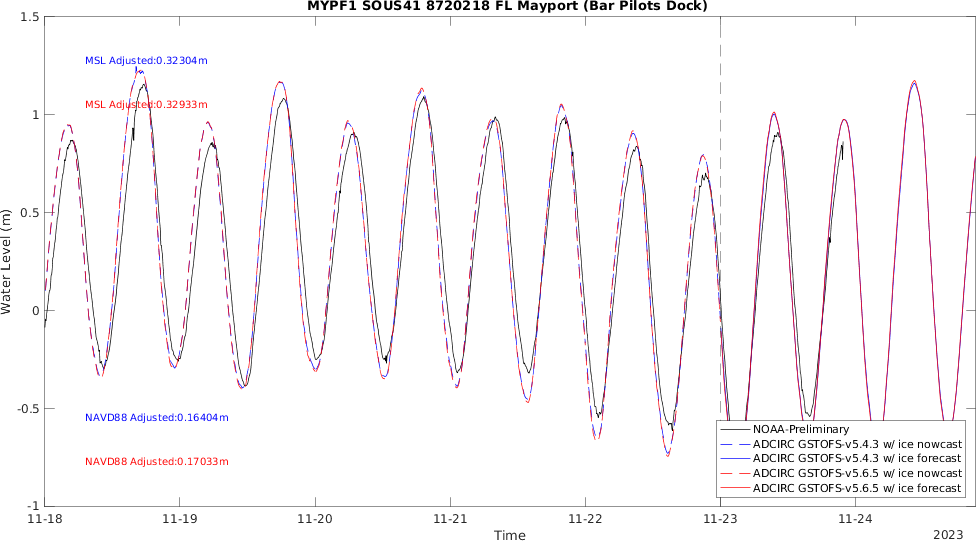 MYPF1 SOUS41 8720218 FL Mayport (Bar Pilots Dock)
1.5
1
0.5
0
-0.5
-1
Water Level (m)
MSL Adjusted:0.32304m
MSL Adjusted:0.32933m
NAVD88 Adjusted:0.16404m
NAVD88 Adjusted:0.17033m
NOAA-Preliminary
ADCIRC GSTOFS-v5.4.3 w/ ice nowcast
ADCIRC GSTOFS-v5.4.3 w/ ice forecast
ADCIRC GSTOFS-v5.6.5 w/ ice nowcast
ADCIRC GSTOFS-v5.6.5 w/ ice forecast
11-18 11-19 11-20 11-21 11-22 11-23 11-24
Time
2023